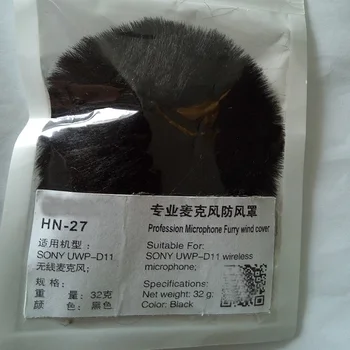 HN-27
适用机型：
SONY UWP-D11
无线麦克风；
规格：
重 量：32克
颜 色：黑色
专业麦克风防风罩
Profession Microphone Furry wind cover
Suitable For:
SONY UWP-D11 wireless
microphone;
Specifications:
Net weight: 32 g
Color: Black